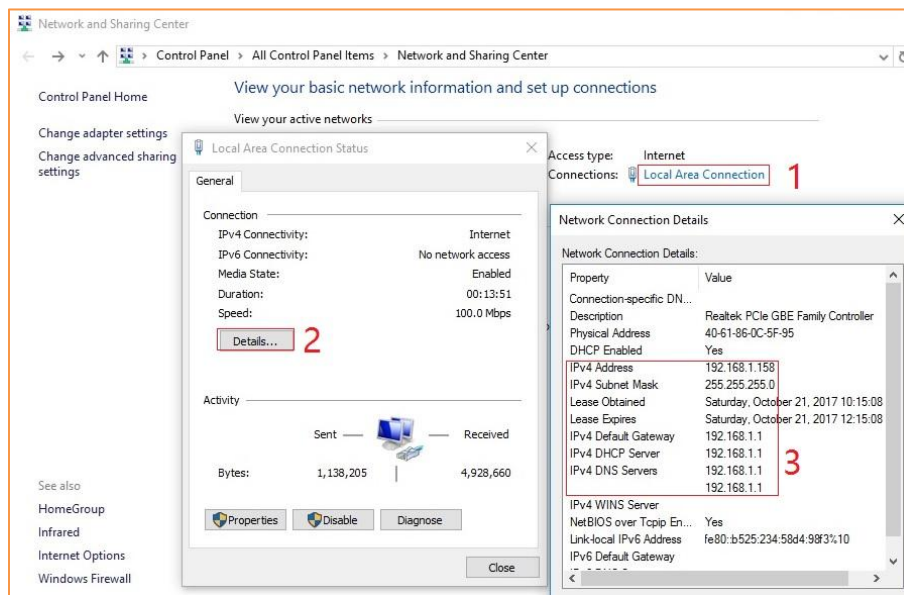 Network and Sharing Center
Control Panel > All Control Panel Items > Network and Sharing Center
Control Panel Home
Change adapter settings
Change advanced sharing
settings
See also
HomeGroup
Infrared
Internet Options
Windows Firewall
View your basic network information and set up connections
View your active networks
Access type: Internet
Connections: Local Area Connection 1
Local Area Connection Status
General
Connection
IPv4 Connectivity: Internet
IPv6 Connectivity: No network access
Media State: Enabled
Duration: 00:13:51
Speed: 100.0 Mbps
Details... 2
Activity
Sent — — Received
Bytes: 1,138,205 | 4,928,660
Properties Disable Diagnose
Close
Network Connection Details
Network Connection Details:
Property Value
Connection-specific DN...
Description Realtek PCIe GBE Family Controller
Physical Address 40-61-86-0C-5F-95
DHCP Enabled Yes
IPv4 Address 192.168.1.158
IPv4 Subnet Mask 255.255.255.0
Lease Obtained Saturday, October 21, 2017 10:15:08
Lease Expires Saturday, October 21, 2017 12:15:08
IPv4 Default Gateway 192.168.1.1
IPv4 DHCP Server 192.168.1.1
IPv4 DNS Servers 192.168.1.1 3
192.168.1.1
IPv4 WINS Server
NetBIOS over Tcpip En... Yes
Link-local IPv6 Address fe80::b525:234:58d4:98f3%10
IPv6 Default Gateway